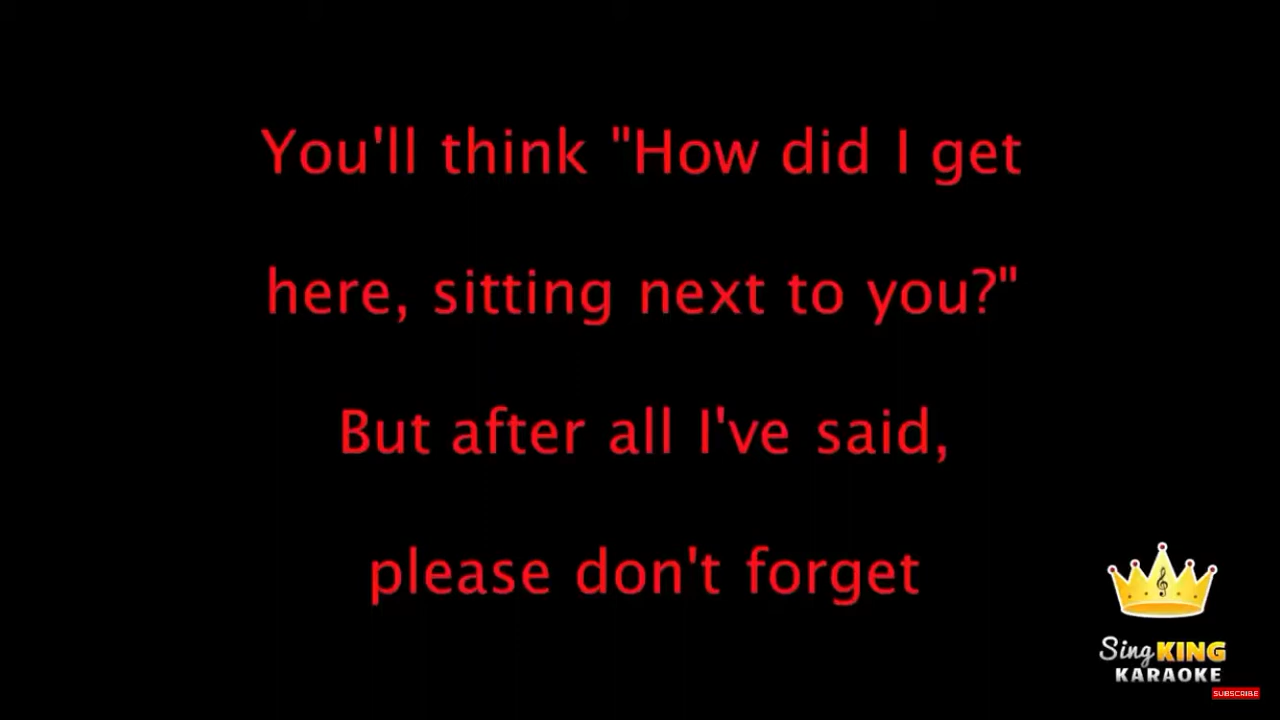 You'll think "How did I get
here, sitting next to you?"
But after all I've said,
please don't forget
Sing KING
KARAOKE
SUBSCRIBE